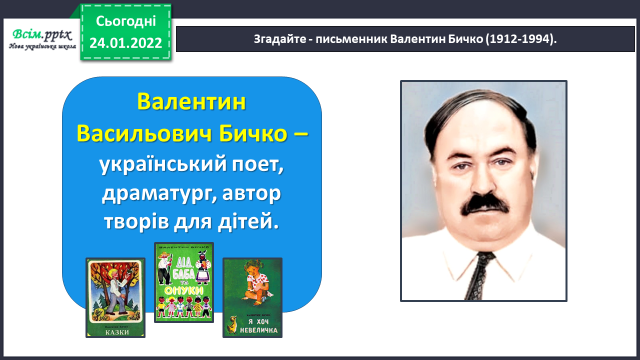 Всім.pptx
Нова українська школа
Сьогодні
24.01.2022
Згадайте - письменник Валентин Бичко (1912-1994).
Валентин
Васильович Бичко –
український поет,
драматург, автор
творів для дітей.
КАЗКИ
ДІД,
БАБА
ТА
ОНУКИ
Я ХОЧ
НЕВЕЛИЧКА